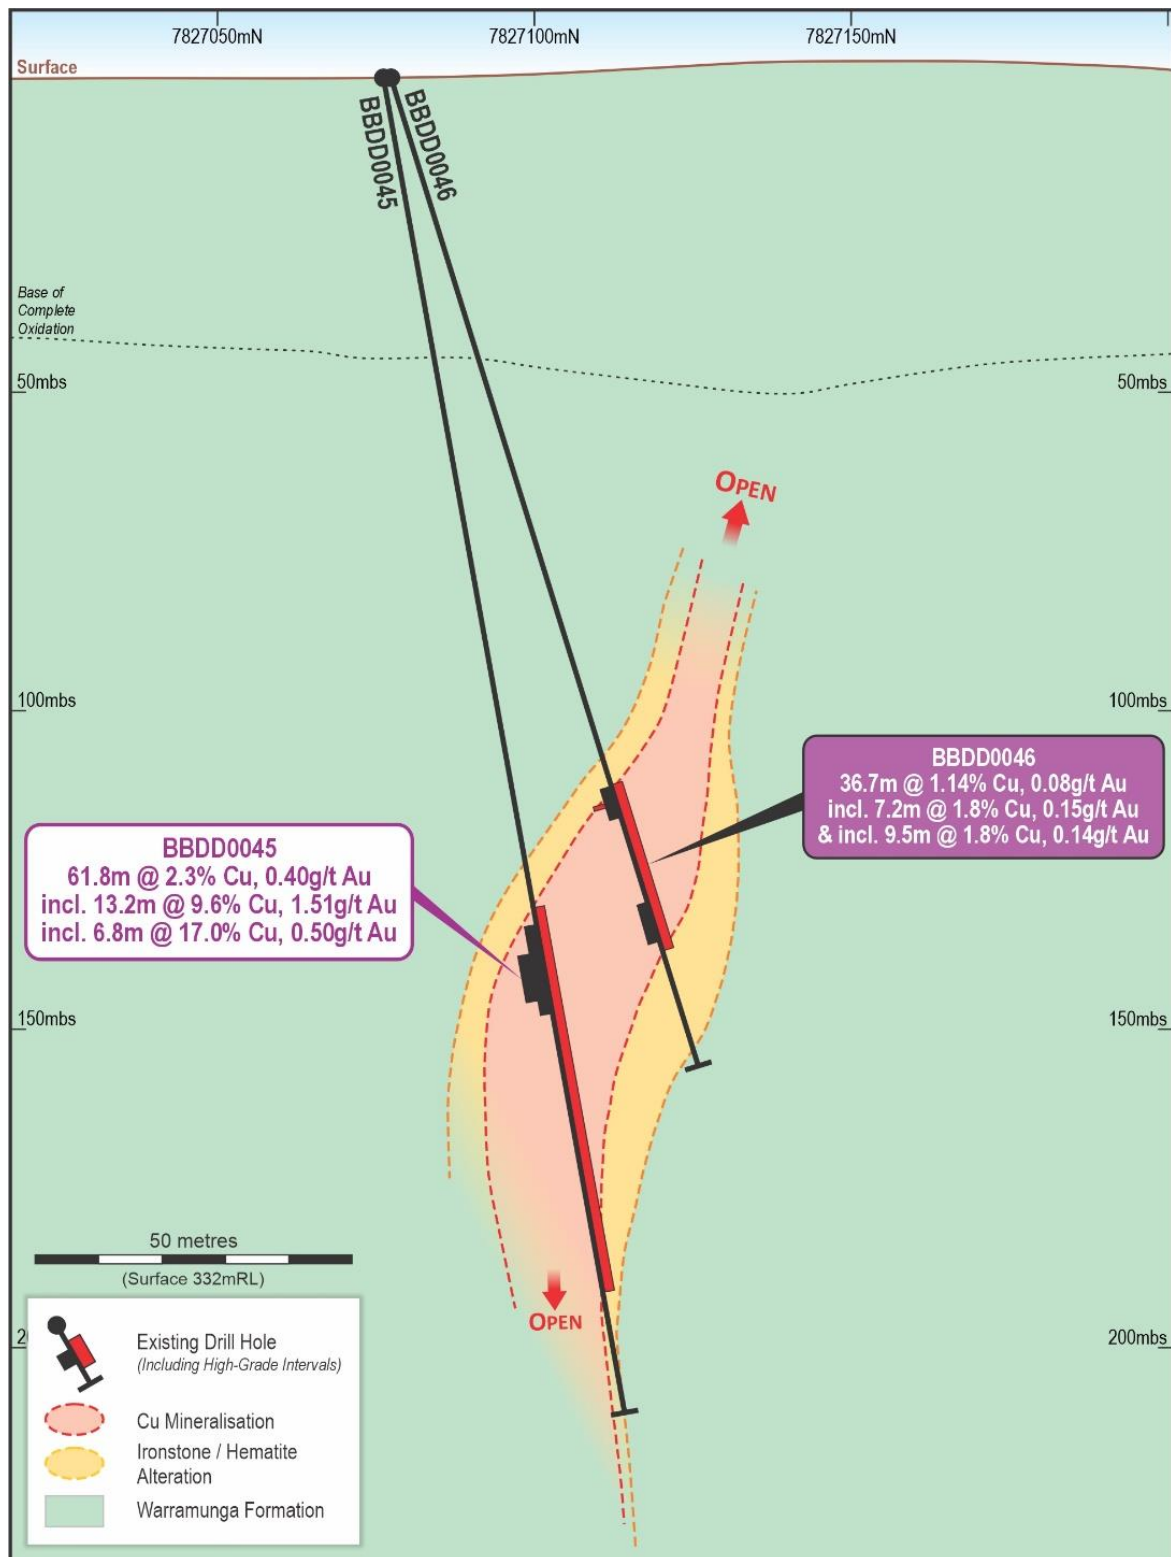 7827050mN
7827100mN
7827150mN
Surface
BBDD0045
BBDD0046
Base of
Complete
Oxidation
50mbs
50mbs
OPEN
100mbs
100mbs
BBDD0046
36.7m @ 1.14% Cu, 0.08g/t Au
incl. 7.2m @ 1.8% Cu, 0.15g/t Au
& incl. 9.5m @ 1.8% Cu, 0.14g/t Au
BBDD0045
61.8m @ 2.3% Cu, 0.40g/t Au
incl. 13.2m @ 9.6% Cu, 1.51g/t Au
incl. 6.8m @ 17.0% Cu, 0.50g/t Au
150mbs
150mbs
50 metres
(Surface 332mRL)
OPEN
200mbs
Existing Drill Hole
(Including High-Grade Intervals)
Cu Mineralisation
Ironstone / Hematite
Alteration
Warramunga Formation